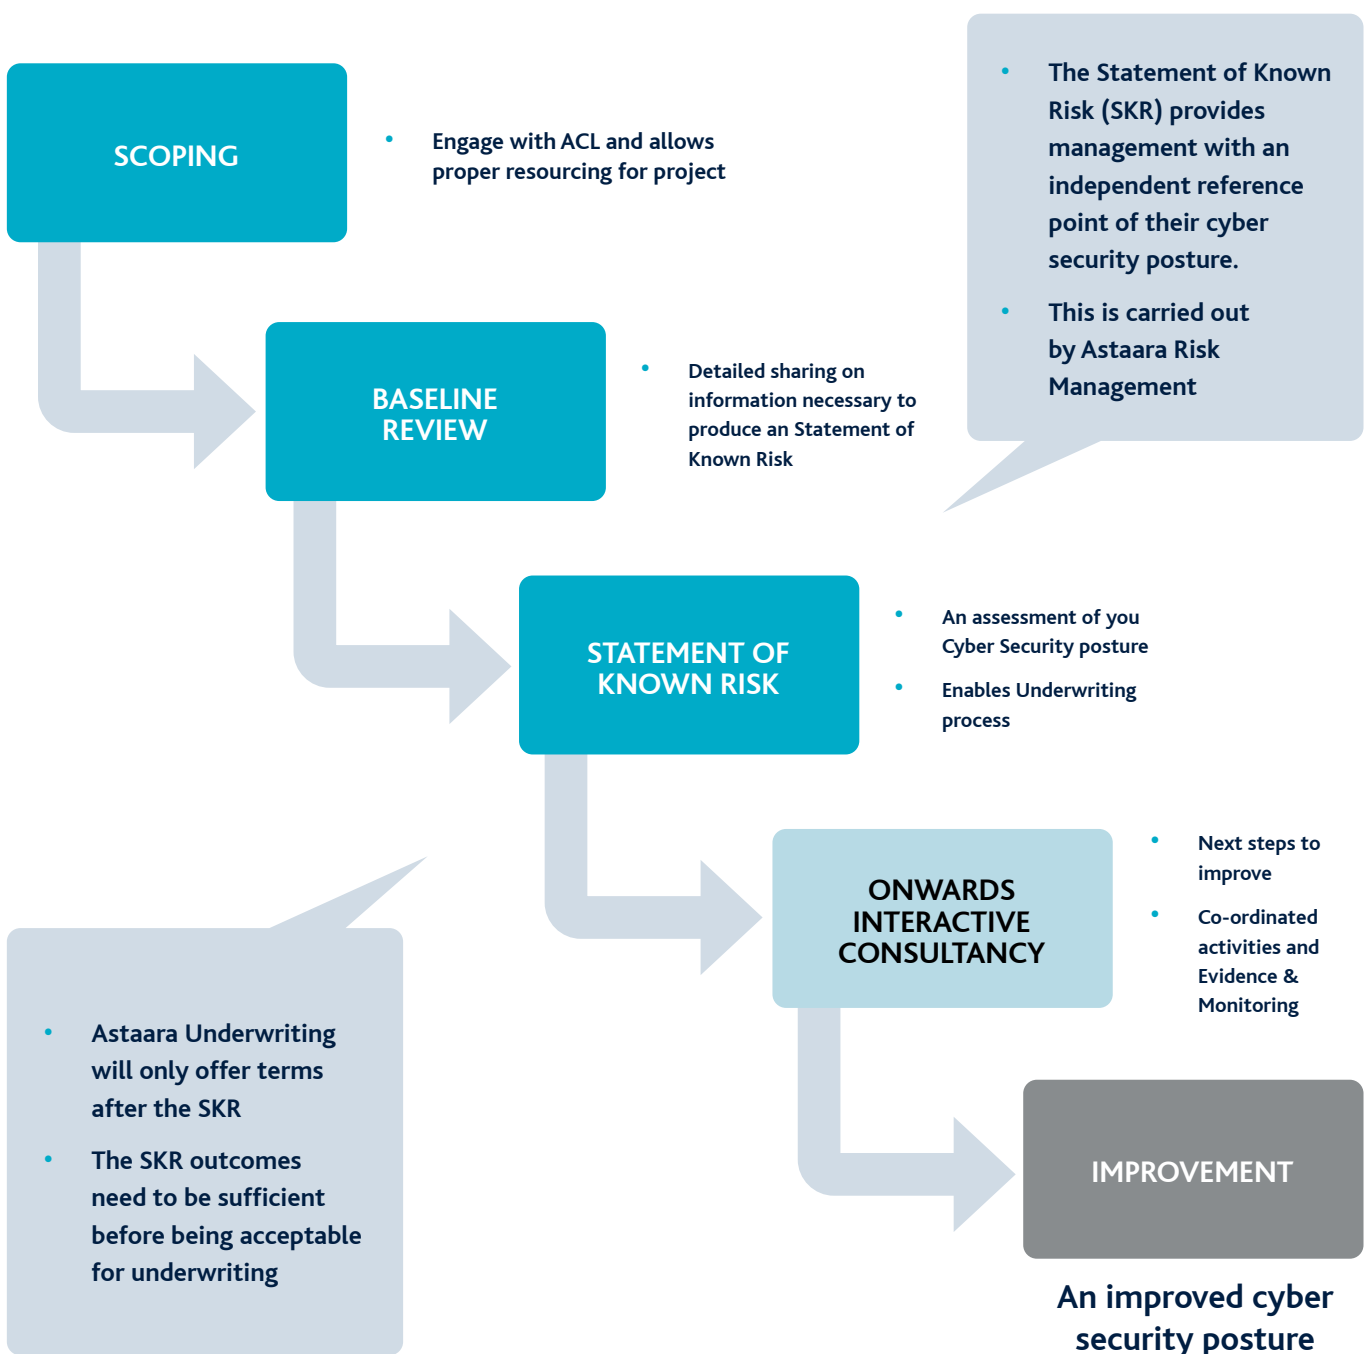 SCOPING
• Engage with ACL and allows
proper resourcing for project
• The Statement of Known
Risk (SKR) provides
management with an
independent reference
point of their cyber
security posture.
• This is carried out
by Astaara Risk
Management
BASELINE
REVIEW
• Detailed sharing on
information necessary to
produce an Statement of
Known Risk
STATEMENT OF
KNOWN RISK
• An assessment of you
Cyber Security posture
• Enables Underwriting
process
ONWARDS
INTERACTIVE
CONSULTANCY
• Next steps to
improve
• Co-ordinated
activities and
Evidence &
Monitoring
• Astaara Underwriting
will only offer terms
after the SKR
• The SKR outcomes
need to be sufficient
before being acceptable
for underwriting
IMPROVEMENT
An improved cyber
security posture